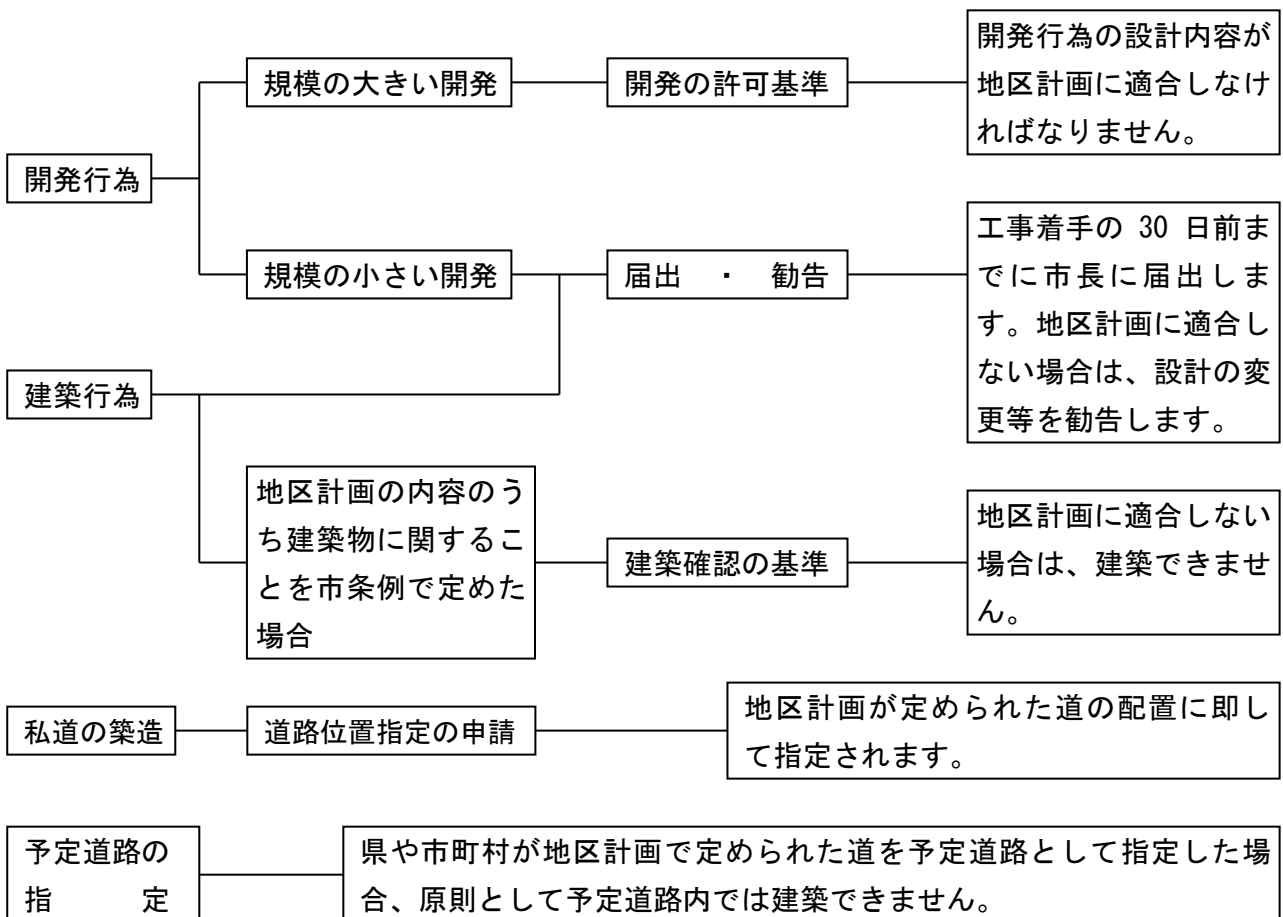 規模の大きい開発
開発の許可基準
開発行為の設計内容が
地区計画に適合しなけ
ればなりません。
開発行為
規模の小さい開発
届出 ・ 勧告
工事着手の 30 日前ま
でに市長に届出しま
す。地区計画に適合し
ない場合は、設計の変
更等を勧告します。
建築行為
地区計画の内容のう
ち建築物に関するこ
とを市条例で定めた
場合
建築確認の基準
地区計画に適合しない
場合は、建築できませ
ん。
私道の築造
道路位置指定の申請
地区計画が定められた道の配置に即し
て指定されます。
予定道路の
指 定
県や市町村が地区計画で定められた道を予定道路として指定した場
合、原則として予定道路内では建築できません。